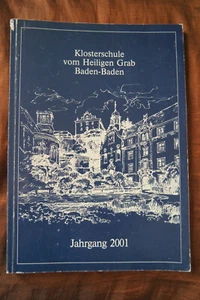 Klosterschule
vom Heiligen Grab
Baden-Baden
Jahrgang 2001